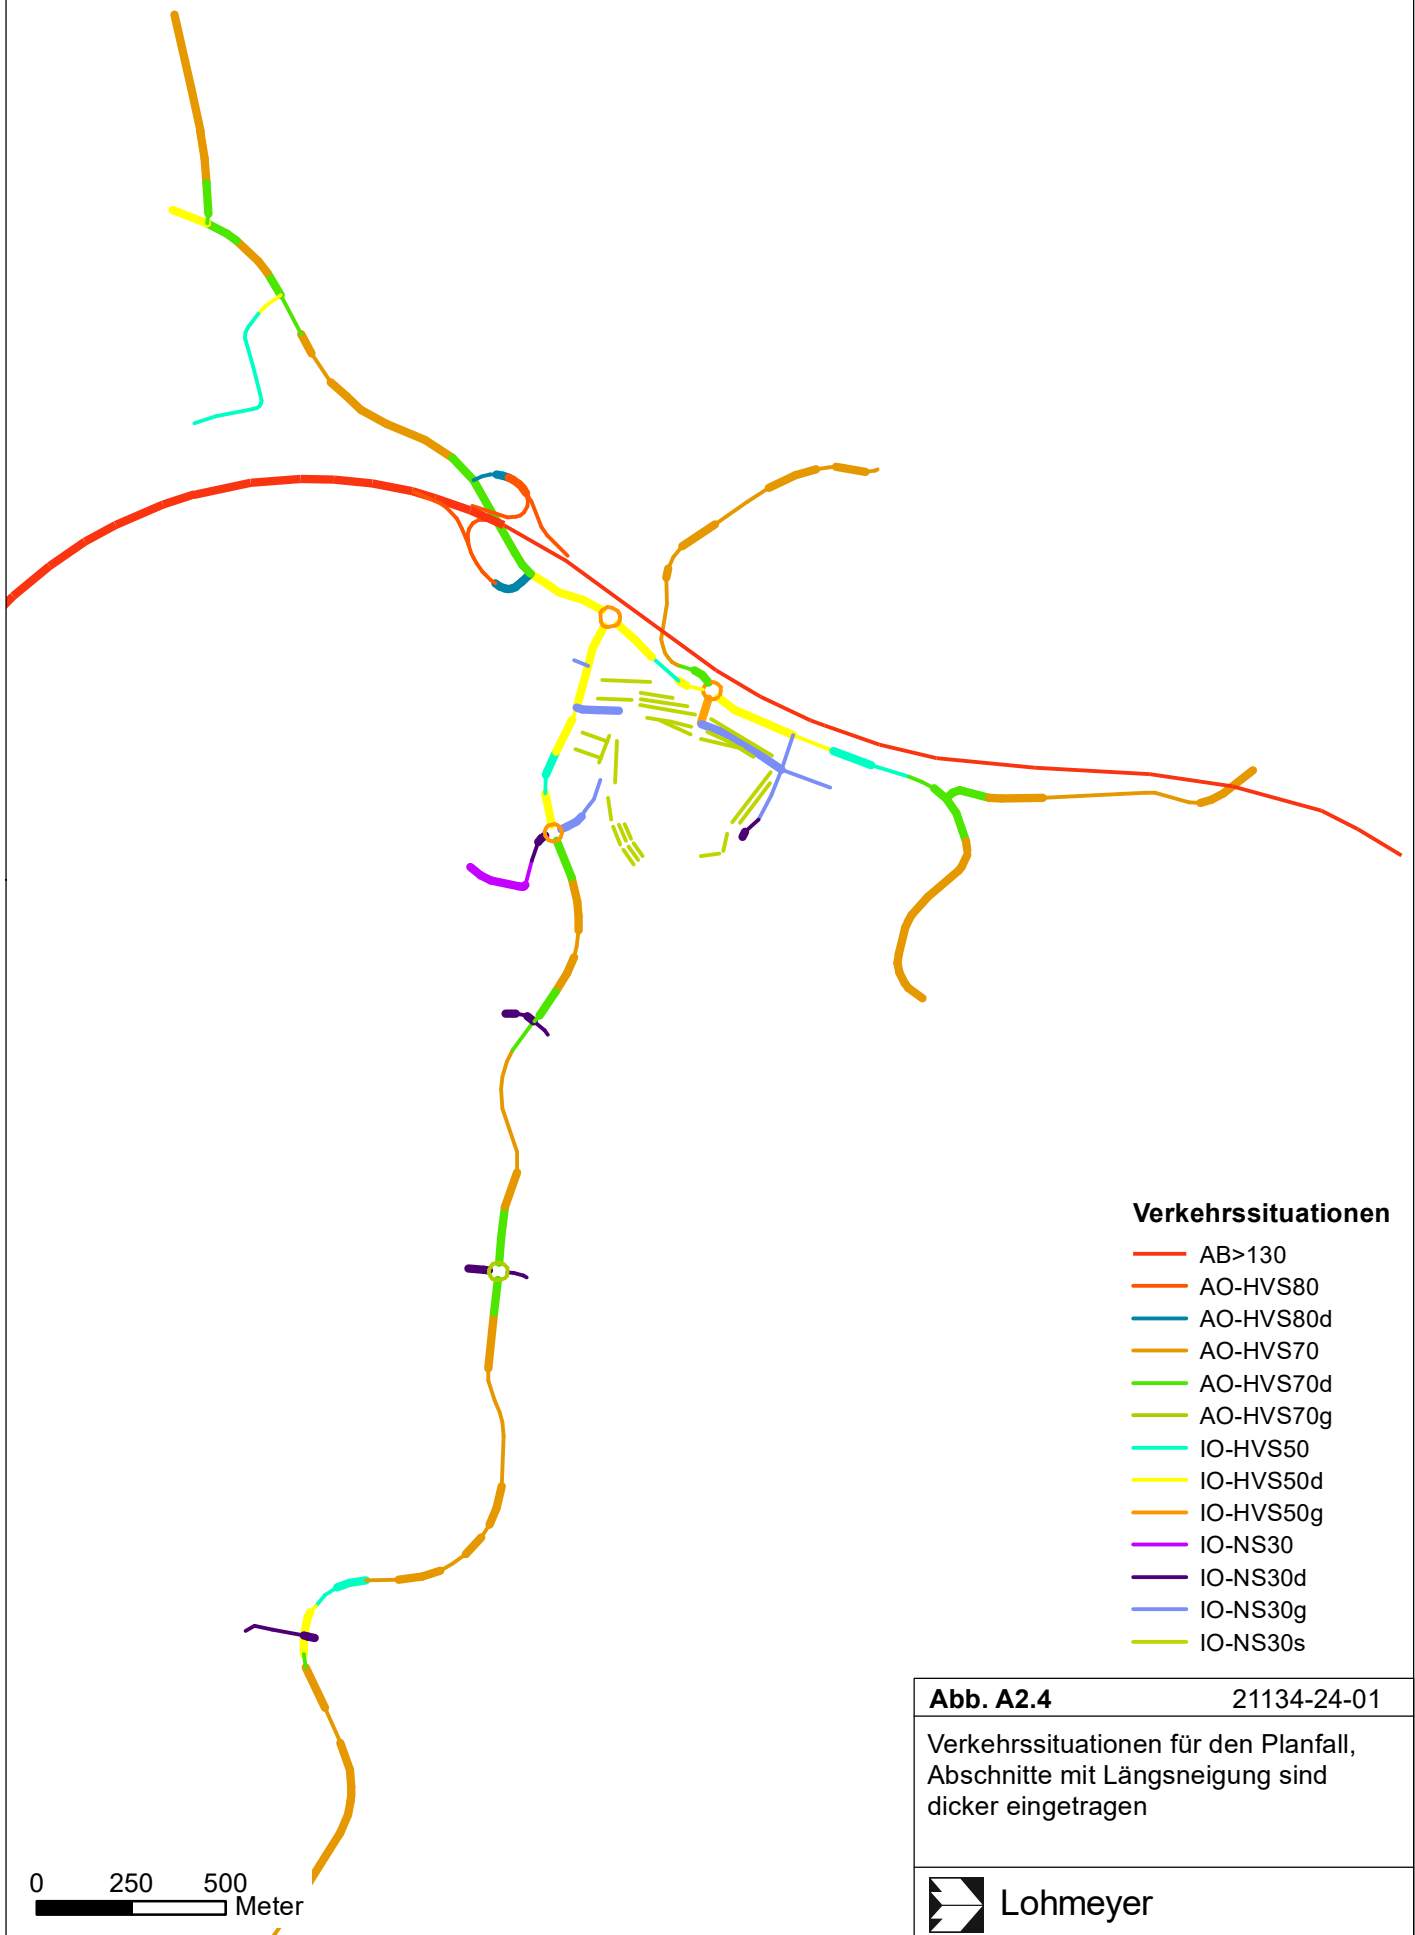 Verkehrssituationen
AB>130
AO-HVS80
AO-HVS80d
AO-HVS70
AO-HVS70d
AO-HVS70g
IO-HVS50
IO-HVS50d
IO-HVS50g
IO-NS30
IO-NS30d
IO-NS30g
IO-NS30s
Abb. A2.4 21134-24-01
Verkehrssituationen für den Planfall,
Abschnitte mit Längsneigung sind
dicker eingetragen
0 250 500
Meter
Lohmeyer